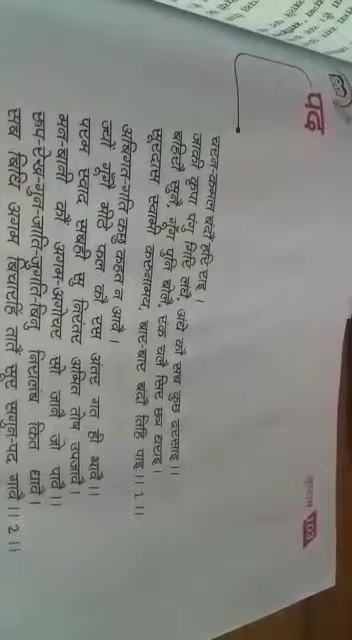 सूरदास 103
पद
चरन-कमल बंदौं हरि राइ ।
जाकी कृपा पंगु गिरि लंघै, अंधे कौ सब कुछ दरसाइ ।।
बहिरौ सुनै, गूँग पुनि बोलै, रंक चलै सिर छत्र धराइ ।
सूरदास स्वामी करुनामय, बार-बार बंदौं तिहिं पाइ ।। 1 ।।
अबिगत-गति कछु कहत न आवै ।
ज्यौं गूँगै मीठे फल कौ रस अंतर गत ही भावै ।।
परम स्वाद सबही सु निरंतर अमित तोष उपजावै ।
मन-बानी कौं अगम-अगोचर सो जानै जो पावै ।।
रूप-रेख-गुन-जाति-जुगति-बिनु निरालंब कित धावै ।
सब बिधि अगम बिचारहिं तातैं सूर सगुन-पद गावै ।। 2 ।।